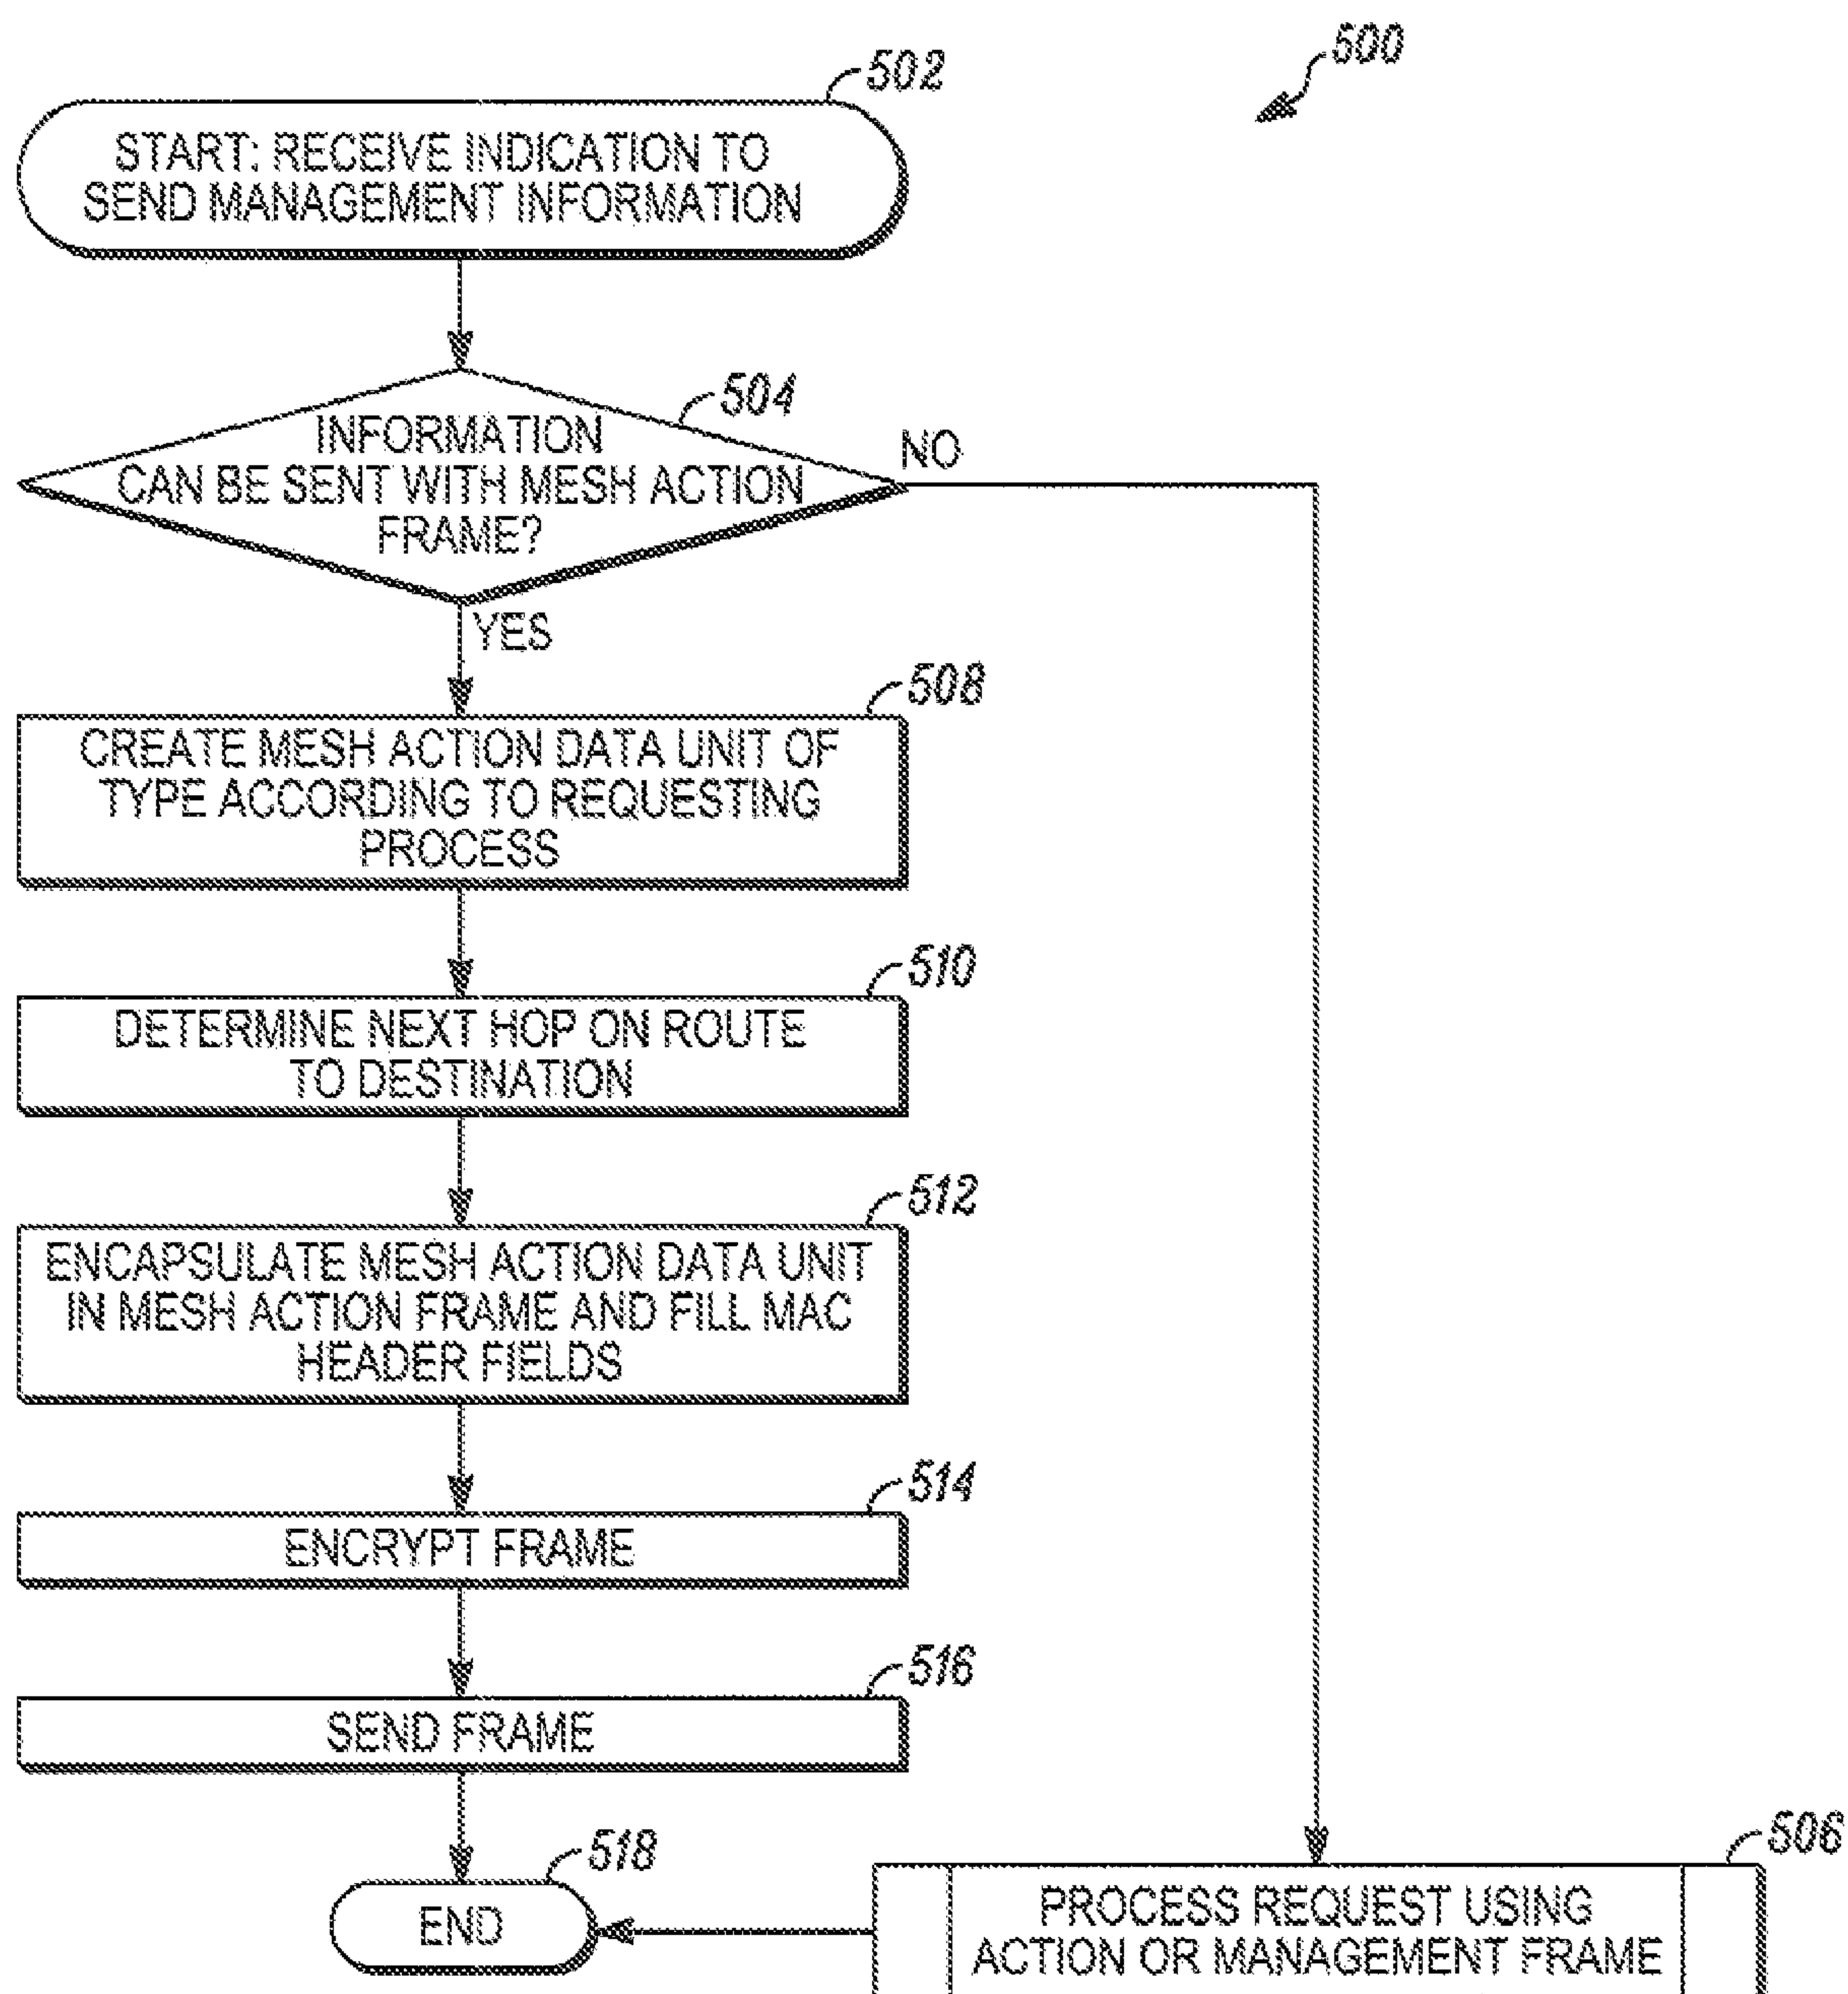 500
502
START: RECEIVE INDICATION TO
SEND MANAGEMENT INFORMATION
504
INFORMATION
CAN BE SENT WITH MESH ACTION
FRAME?
NO
YES
508
CREATE MESH ACTION DATA UNIT OF
TYPE ACCORDING TO REQUESTING
PROCESS
510
DETERMINE NEXT HOP ON ROUTE
TO DESTINATION
512
ENCAPSULATE MESH ACTION DATA UNIT
IN MESH ACTION FRAME AND FILL MAC
HEADER FIELDS
514
ENCRYPT FRAME
516
SEND FRAME
518
END
506
PROCESS REQUEST USING
ACTION OR MANAGEMENT FRAME